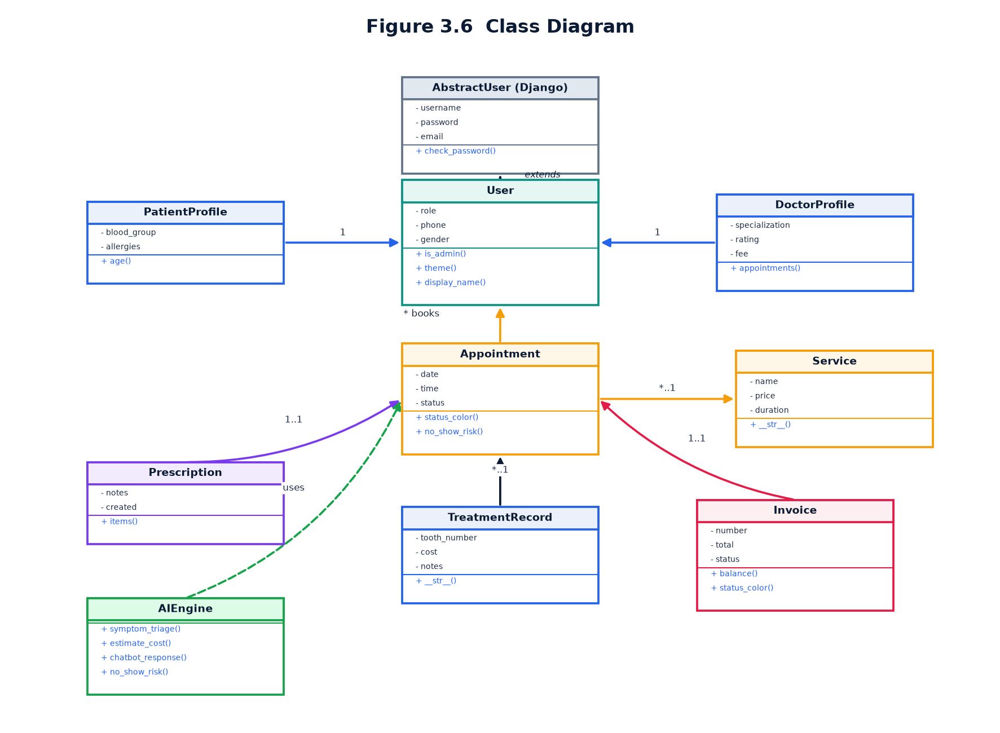 Figure 3.6  Class Diagram
AbstractUser (Django)
- username
- password
- email
+ check_password()
extends
User
- role
- phone
- gender
+ is_admin()
+ theme()
+ display_name()
PatientProfile
- blood_group
- allergies
+ age()
1
DoctorProfile
- specialization
- rating
- fee
+ appointments()
1
* books
Appointment
- date
- time
- status
+ status_color()
+ no_show_risk()
*..1
Service
- name
- price
- duration
+ __str__()
1..1
1..1
Prescription
- notes
- created
+ items()
uses
*..1
TreatmentRecord
- tooth_number
- cost
- notes
+ __str__()
Invoice
- number
- total
- status
+ balance()
+ status_color()
AIEngine
+ symptom_triage()
+ estimate_cost()
+ chatbot_response()
+ no_show_risk()